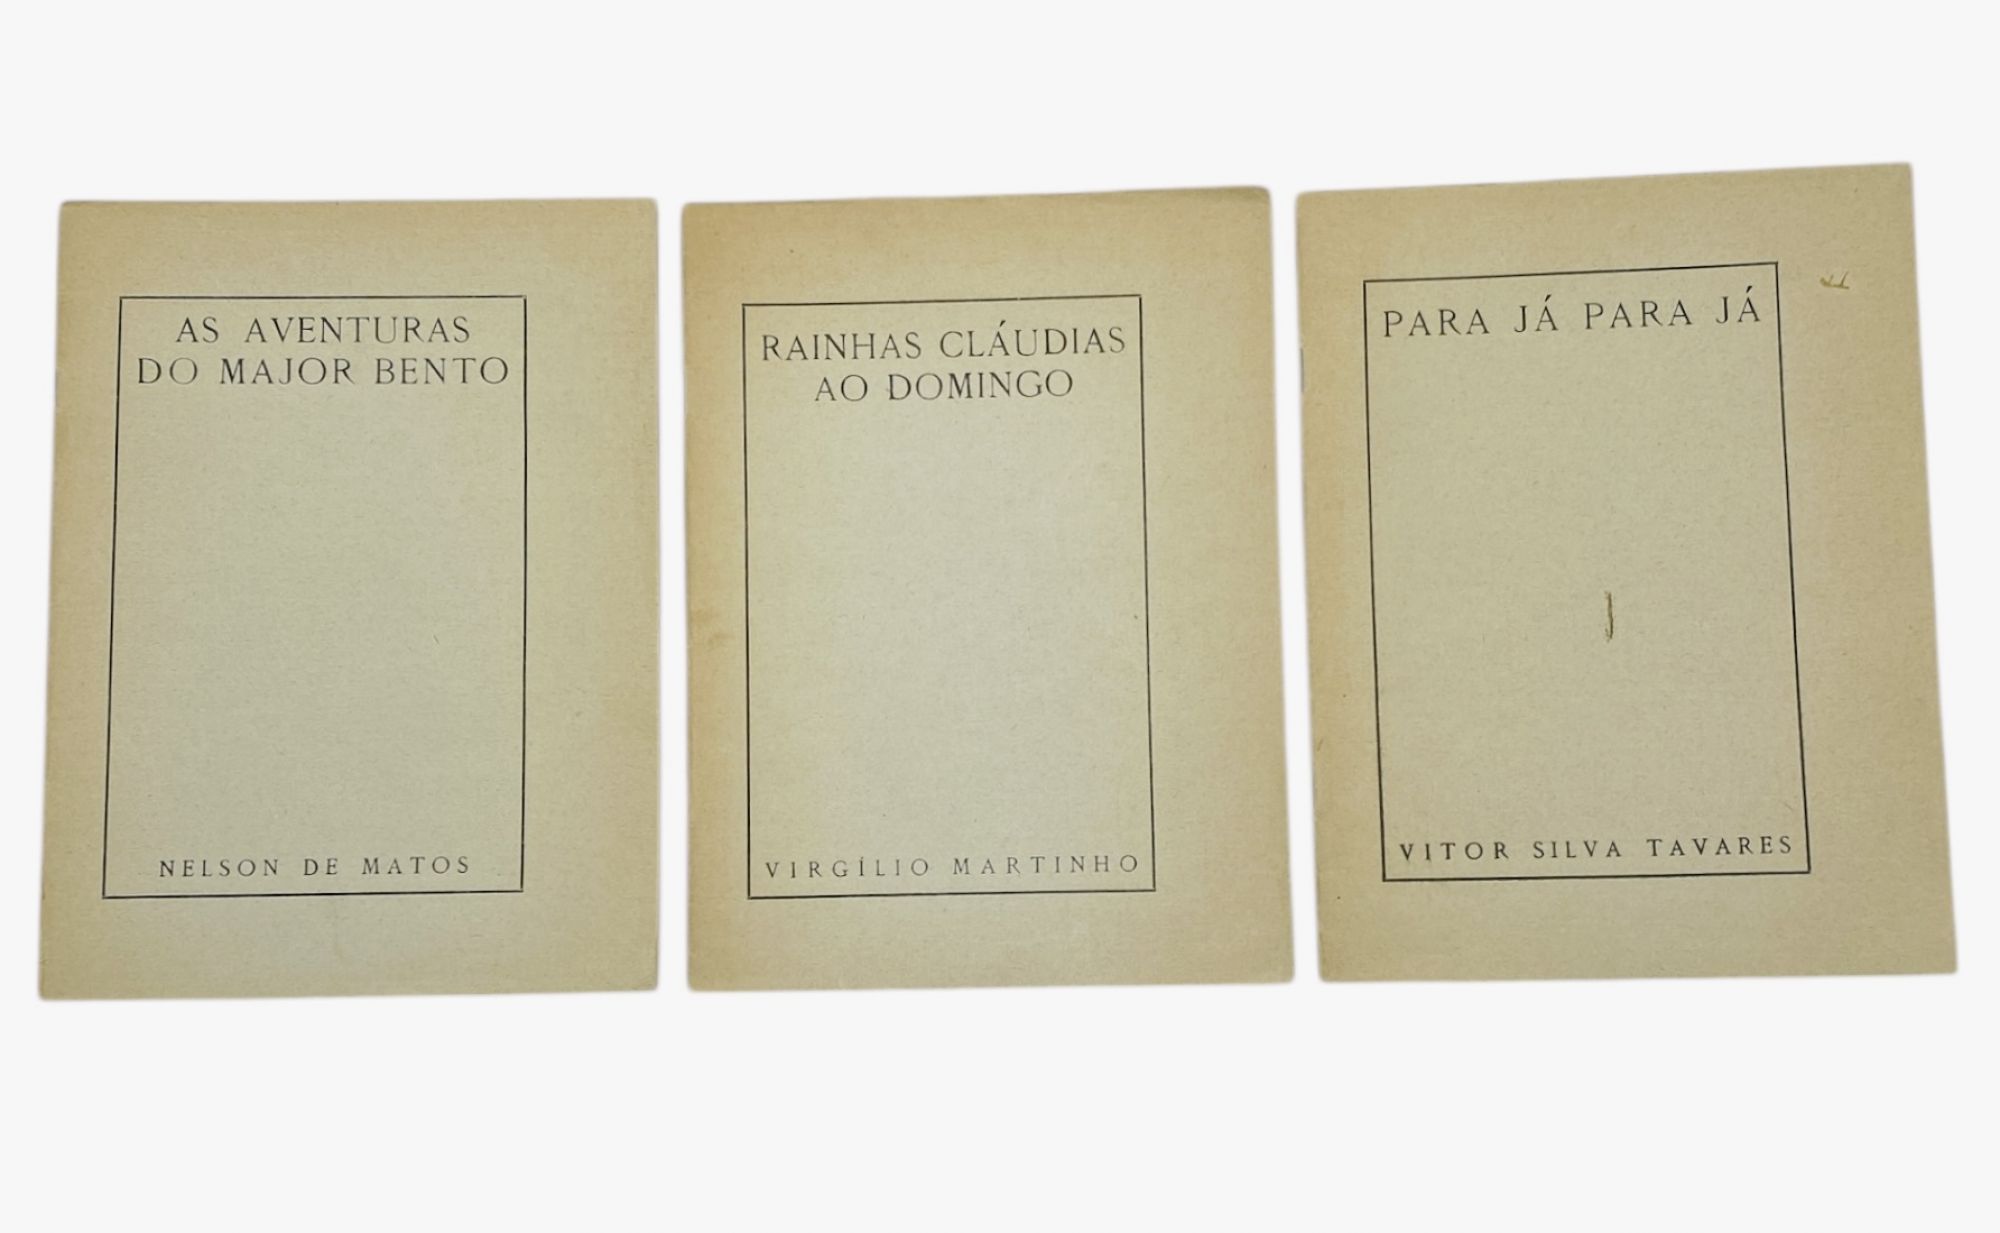 AS AVENTURAS
DO MAJOR BENTO
NELSON DE MATOS
RAINHAS CLÁUDIAS
AO DOMINGO
VIRGÍLIO MARTINHO
PARA JÁ PARA JÁ
VITOR SILVA TAVARES